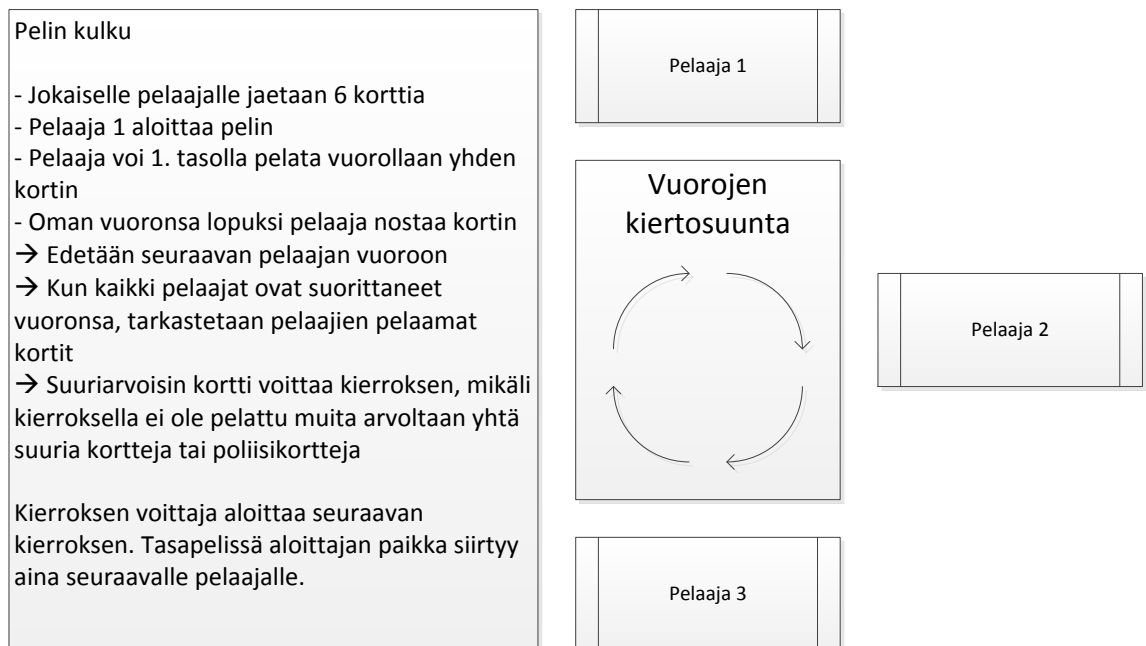 Pelin kulku
- Jokaiselle pelaajalle jaetaan 6 korttia
- Pelaaja 1 aloittaa pelin
- Pelaaja voi 1. tasolla pelata vuorollaan yhden
kortin
- Oman vuoronsa lopuksi pelaaja nostaa kortin
→ Edetään seuraavan pelaajan vuoroon
→ Kun kaikki pelaajat ovat suorittaneet
vuoronsa, tarkastetaan pelaajien pelaamat
kortit
→ Suuriarvoisin kortti voittaa kierroksen, mikäli
kierroksella ei ole pelattu muita arvoltaan yhtä
suuria kortteja tai poliisikortteja
Kierroksen voittaja aloittaa seuraavan
kierroksen. Tasapelissä aloittajan paikka siirtyy
aina seuraavalle pelaajalle.
Pelaaja 1
Vuorojen
kiertosuunta
Pelaaja 2
Pelaaja 3